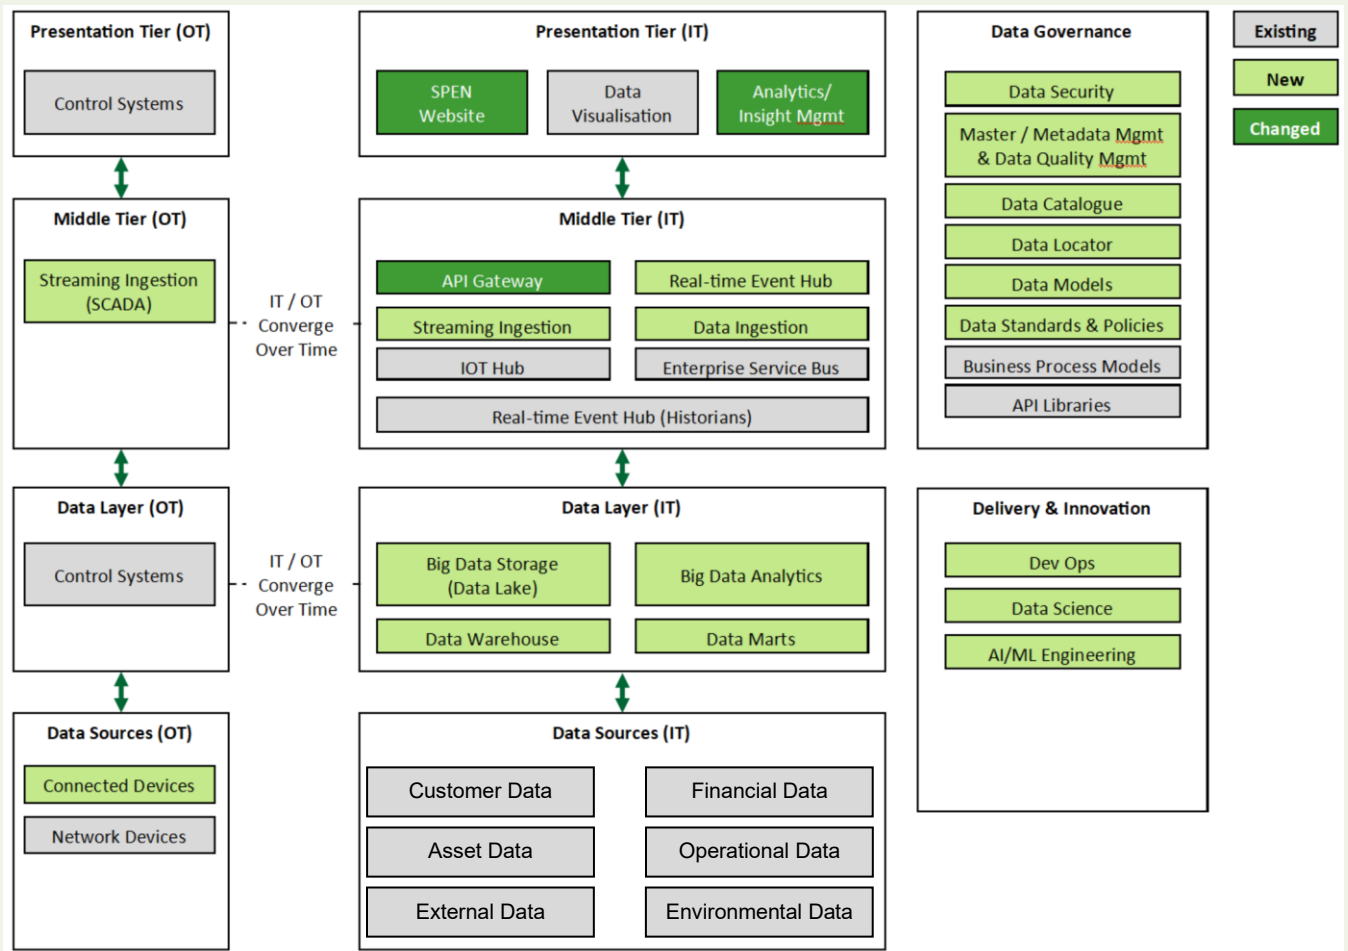 Presentation Tier (OT)
Control Systems
Presentation Tier (IT)
SPEN
Website
Data
Visualisation
Analytics/
Insight Mgmt
Data Governance
Data Security
Master / Metadata Mgmt
& Data Quality Mgmt
Data Catalogue
Data Locator
Data Models
Data Standards & Policies
Business Process Models
API Libraries
Existing
New
Changed
Middle Tier (OT)
Streaming Ingestion
(SCADA)
IT / OT
Converge
Over Time
Middle Tier (IT)
API Gateway
Real-time Event Hub
Streaming Ingestion
Data Ingestion
IOT Hub
Enterprise Service Bus
Real-time Event Hub (Historians)
Data Layer (OT)
Control Systems
IT / OT
Converge
Over Time
Data Layer (IT)
Big Data Storage
(Data Lake)
Big Data Analytics
Data Warehouse
Data Marts
Delivery & Innovation
Dev Ops
Data Science
AI/ML Engineering
Data Sources (OT)
Connected Devices
Network Devices
Data Sources (IT)
Customer Data
Financial Data
Asset Data
Operational Data
External Data
Environmental Data